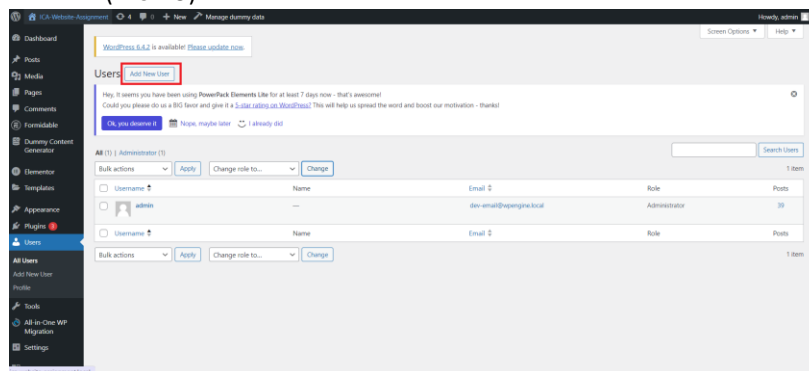 ICA-Website-Assignment 4 0 New Manage dummy data Howdy, admin
Screen Options Help
Dashboard
Posts
Media
Pages
Comments
Formidable
Dummy Content
Generator
Elementor
Templates
Appearance
Plugins
Users
All Users
Add New User
Profile
Tools
All-in-One WP
Migration
Settings
WordPress 6.4.2 is available! Please update now.
Users Add New User
Hey, It seems you have been using PowerPack Elements Lite for at least 7 days now - that's awesome!
Could you please do us a BIG favor and give it a 5-star rating on WordPress? This will help us spread the word and boost our motivation - thanks!
Ok, you deserve it Nope, maybe later I already did
All (1) | Administrator (1) Search Users
Bulk actions Apply Change role to... Change 1 item
Username Name Email Role Posts
admin — dev-email@wpengine.local Administrator 39
Username Name Email Role Posts
Bulk actions Apply Change role to... Change 1 item